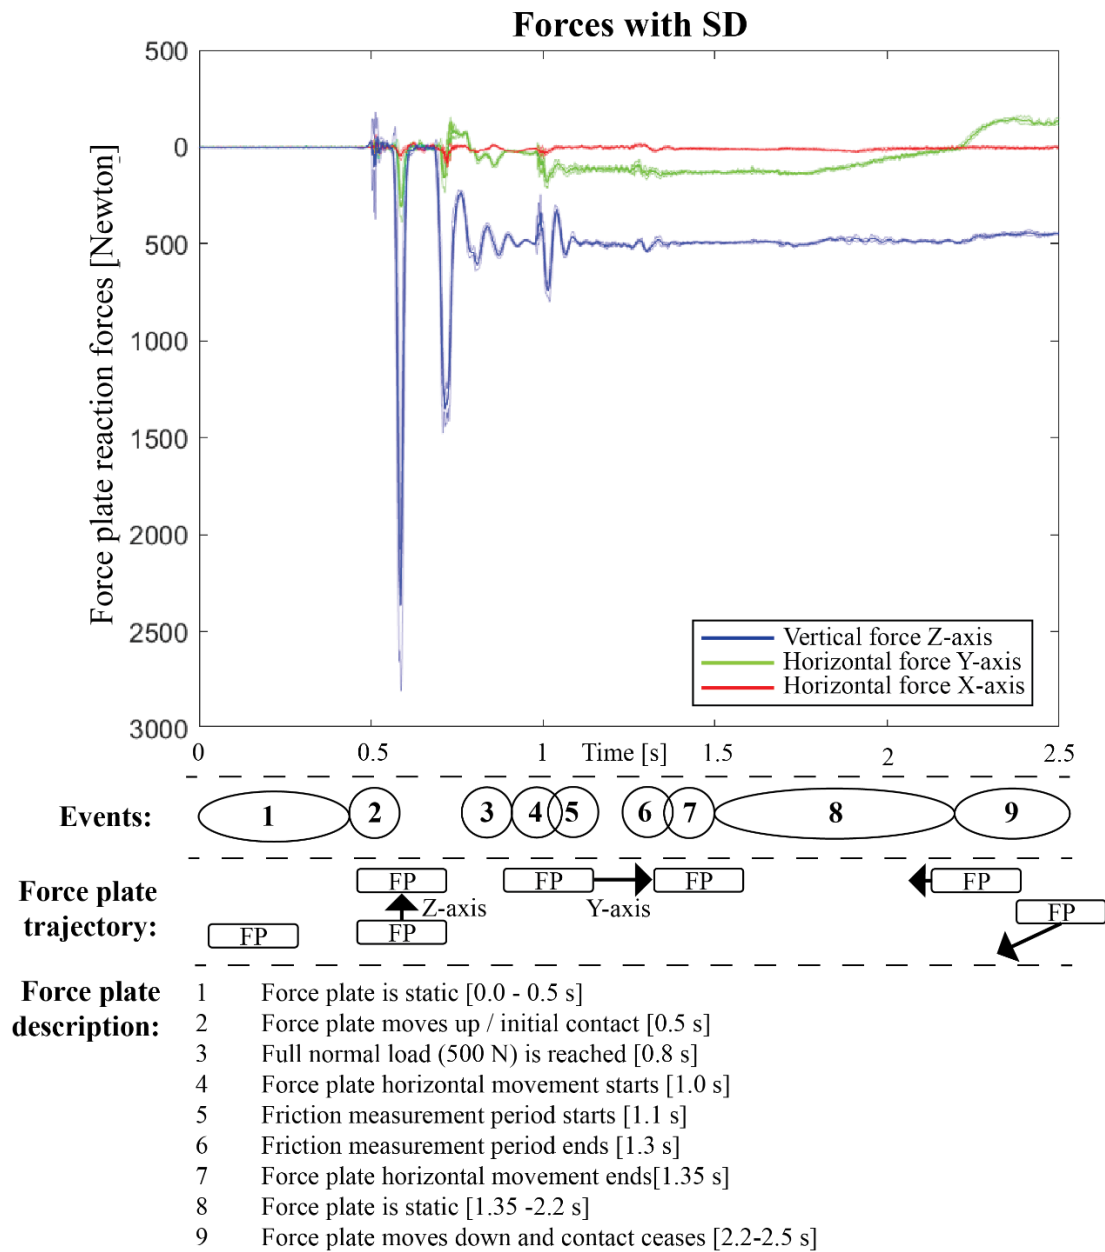 Forces with SD
Force plate reaction forces [Newton]
500
0
500
1000
1500
2000
2500
3000
Vertical force Z-axis
Horizontal force Y-axis
Horizontal force X-axis
0 0.5 1 Time [s] 1.5 2 2.5
Events: 1 2 3 4 5 6 7 8 9
Force plate
trajectory:
FP FP FP FP
Z-axis Y-axis
FP FP FP
Force plate
description:
1 Force plate is static [0.0 - 0.5 s]
2 Force plate moves up / initial contact [0.5 s]
3 Full normal load (500 N) is reached [0.8 s]
4 Force plate horizontal movement starts [1.0 s]
5 Friction measurement period starts [1.1 s]
6 Friction measurement period ends [1.3 s]
7 Force plate horizontal movement ends[1.35 s]
8 Force plate is static [1.35 -2.2 s]
9 Force plate moves down and contact ceases [2.2-2.5 s]